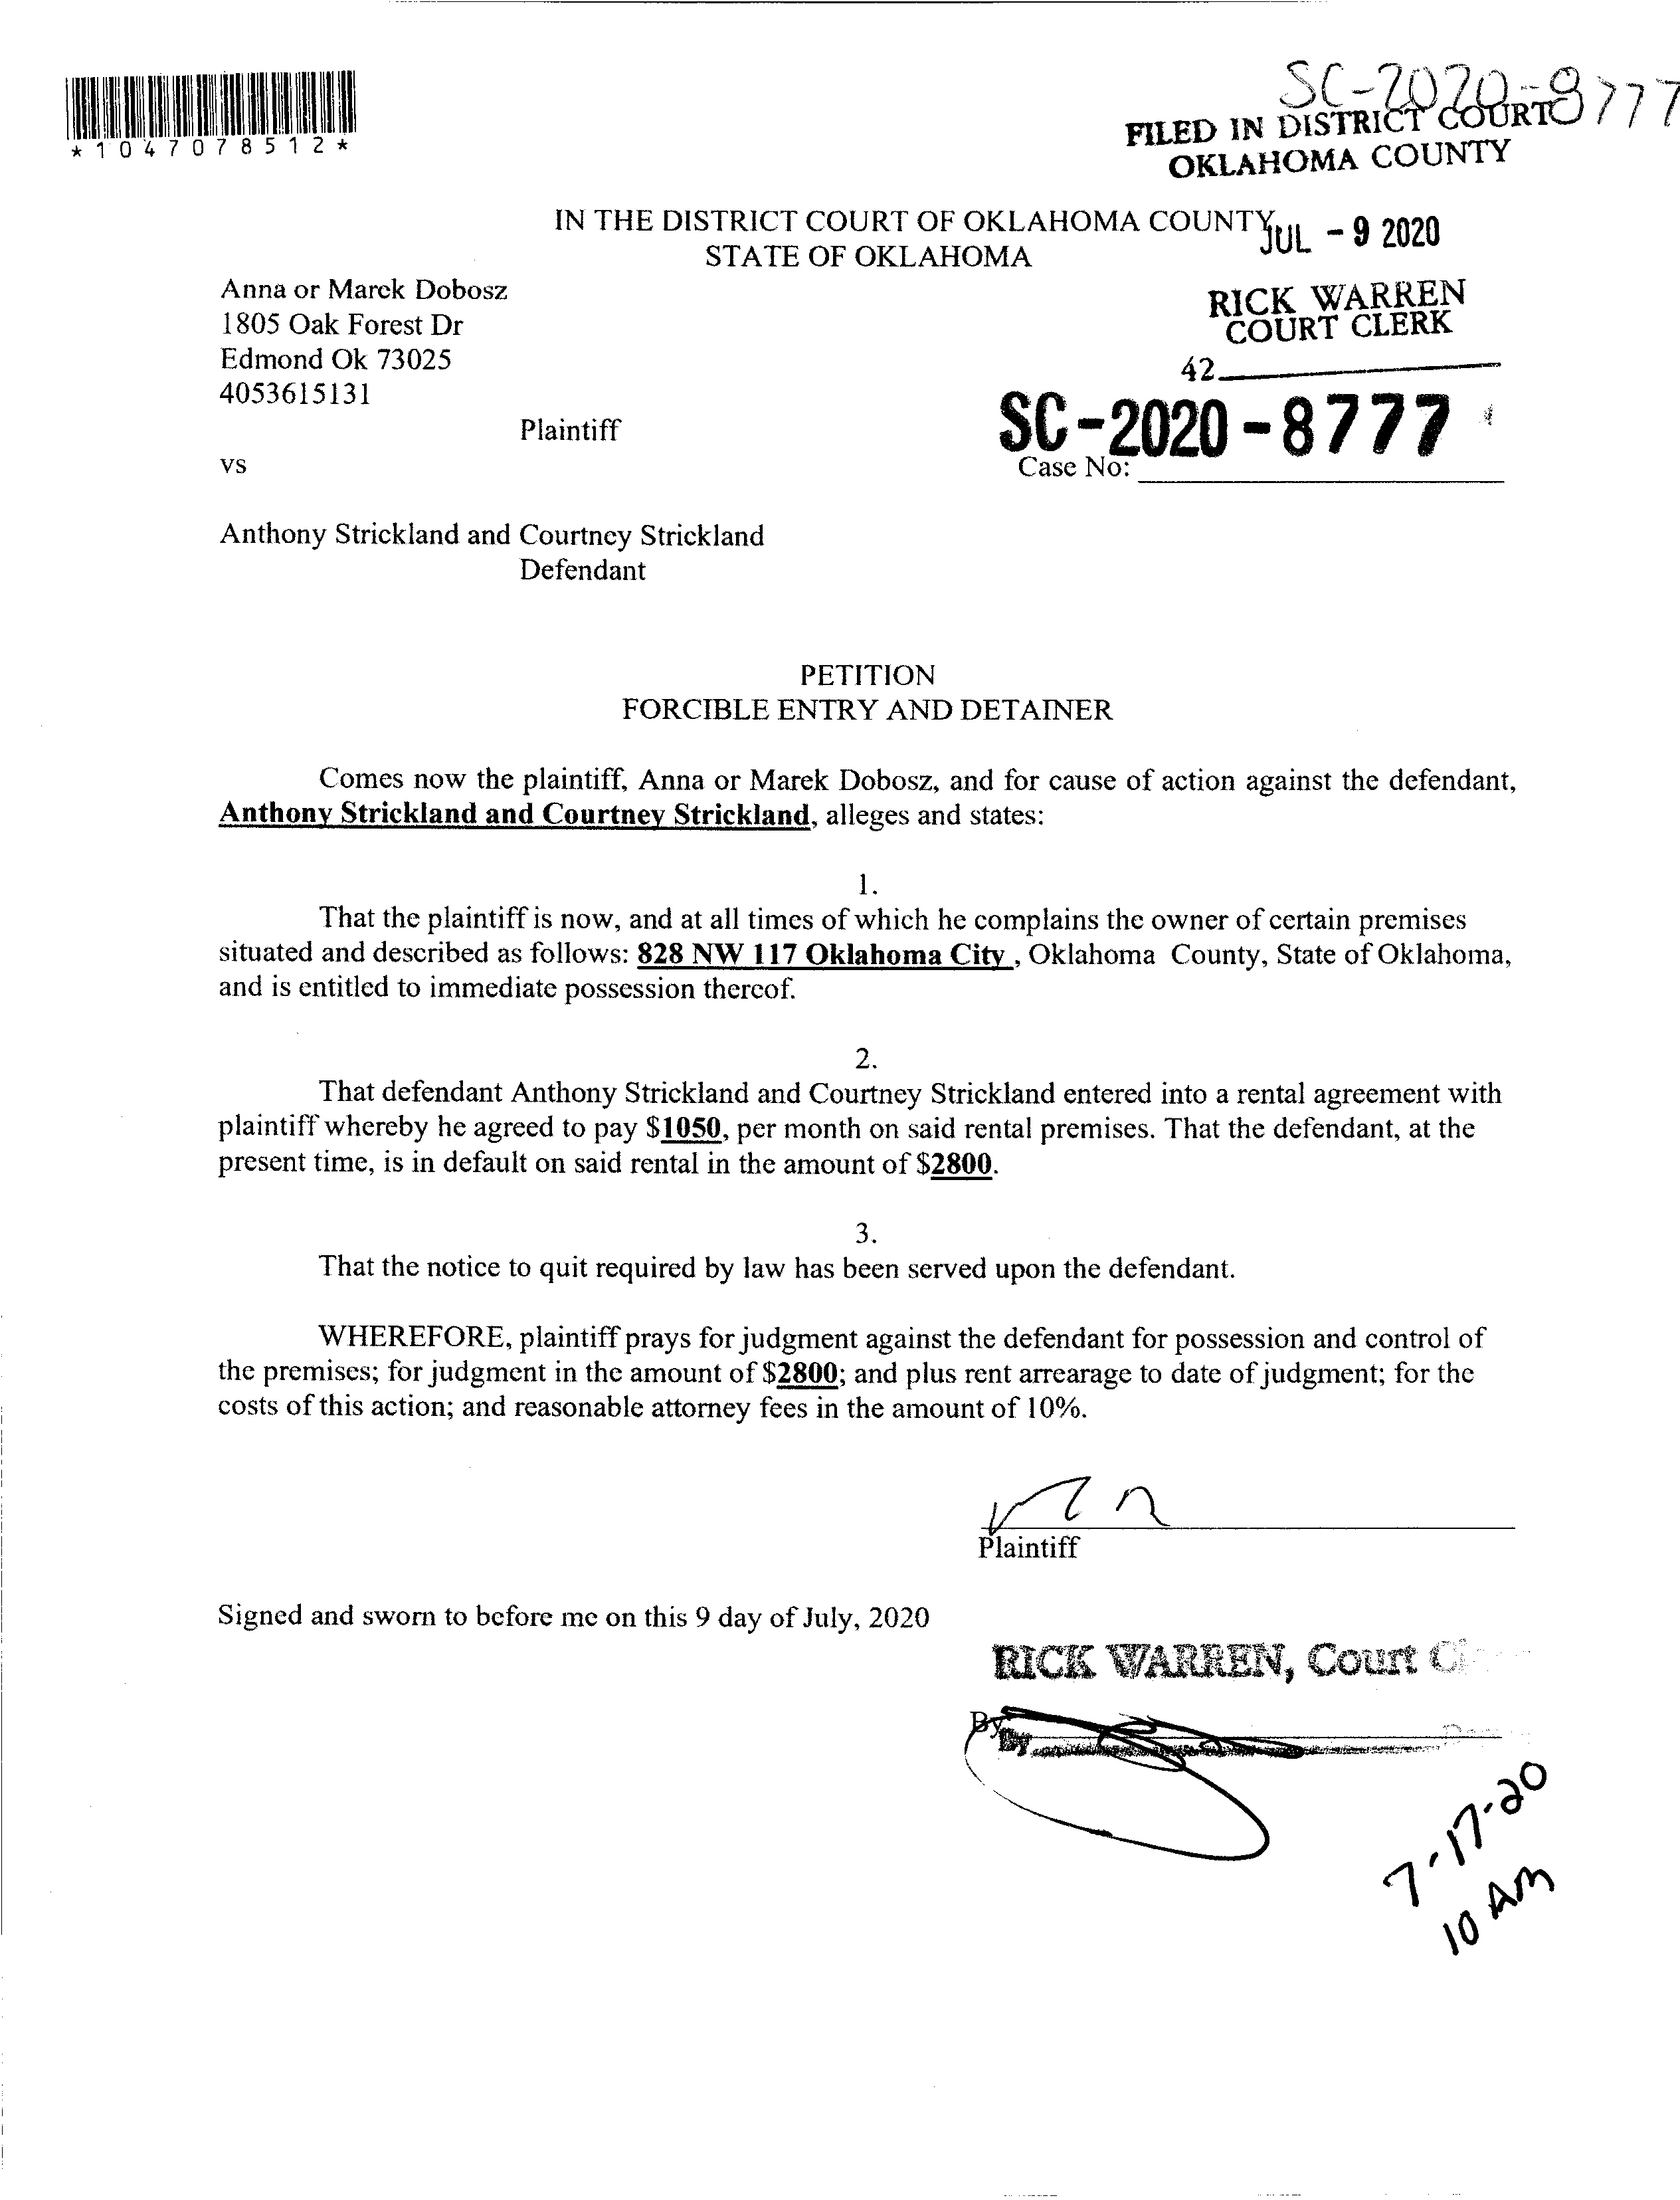 SC-2020-8777
*1047078512*
FILED IN DISTRICT COURT
OKLAHOMA COUNTY
IN THE DISTRICT COURT OF OKLAHOMA COUNTY
JUL - 9 2020
STATE OF OKLAHOMA
Anna or Marek Dobosz
1805 Oak Forest Dr
Edmond Ok 73025
4053615131
RICK WARREN
COURT CLERK
42
Plaintiff
SC-2020-8777
vs
Case No:
Anthony Strickland and Courtney Strickland
Defendant
PETITION
FORCIBLE ENTRY AND DETAINER
Comes now the plaintiff, Anna or Marek Dobosz, and for cause of action against the defendant,
Anthony Strickland and Courtney Strickland, alleges and states:
1.
That the plaintiff is now, and at all times of which he complains the owner of certain premises
situated and described as follows: 828 NW 117 Oklahoma City , Oklahoma County, State of Oklahoma,
and is entitled to immediate possession thereof.
2.
That defendant Anthony Strickland and Courtney Strickland entered into a rental agreement with
plaintiff whereby he agreed to pay $1050, per month on said rental premises. That the defendant, at the
present time, is in default on said rental in the amount of $2800.
3.
That the notice to quit required by law has been served upon the defendant.
WHEREFORE, plaintiff prays for judgment against the defendant for possession and control of
the premises; for judgment in the amount of $2800; and plus rent arrearage to date of judgment; for the
costs of this action; and reasonable attorney fees in the amount of 10%.
Plaintiff
Signed and sworn to before me on this 9 day of July, 2020
RICK WARREN, Court
By
By
7-17-20
10 AM